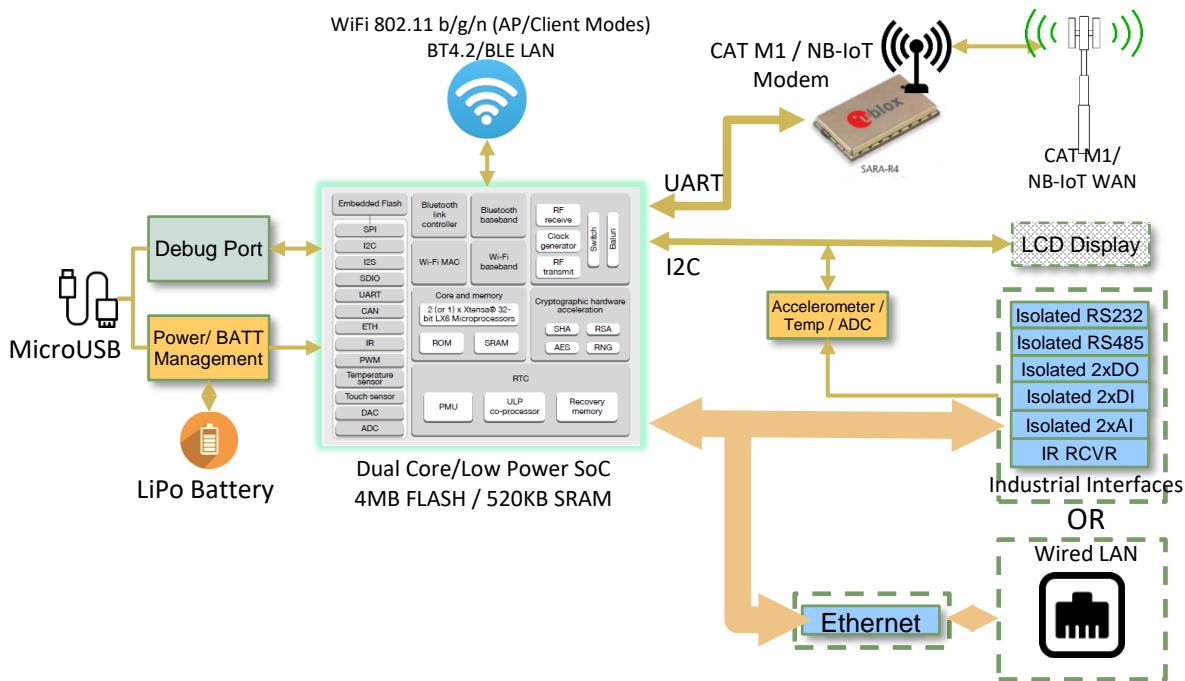 WiFi 802.11 b/g/n (AP/Client Modes)
BT4.2/BLE LAN
CAT M1 / NB-IoT
Modem
ublox
SARA-R4
CAT M1/
NB-IoT WAN
UART
I2C
LCD Display
Accelerometer /
Temp / ADC
Debug Port
MicroUSB
Power/ BATT
Management
LiPo Battery
Embedded Flash
SPI
I2C
I2S
SDIO
UART
CAN
ETH
IR
PWM
Temperature
sensor
Touch sensor
DAC
ADC
Bluetooth
link
controller
Bluetooth
baseband
Wi-Fi MAC
Wi-Fi
baseband
RF
receive
Clock
generator
RF
transmit
Switch
Balun
Core and memory
2 (or 1) x Xtensa® 32-
bit LX6 Microprocessors
ROM
SRAM
Cryptographic hardware
acceleration
SHA
RSA
AES
RNG
RTC
PMU
ULP
co-processor
Recovery
memory
Dual Core/Low Power SoC
4MB FLASH / 520KB SRAM
Isolated RS232
Isolated RS485
Isolated 2xDO
Isolated 2xDI
Isolated 2xAI
IR RCVR
Industrial Interfaces
OR
Wired LAN
Ethernet